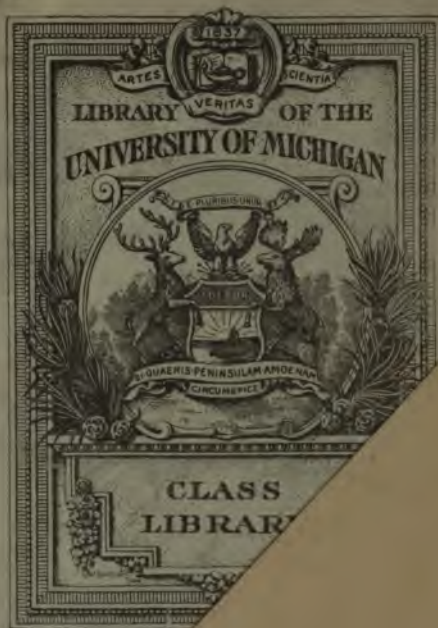 1837
ARTES SCIENTIA
VERITAS
LIBRARY OF THE
UNIVERSITY OF MICHIGAN
E·PLURIBUS·UNUM
TUEBOR
SI·QUAERIS·PENINSULAM·AMOENAM
CIRCUMSPICE
CLASS
LIBRAR